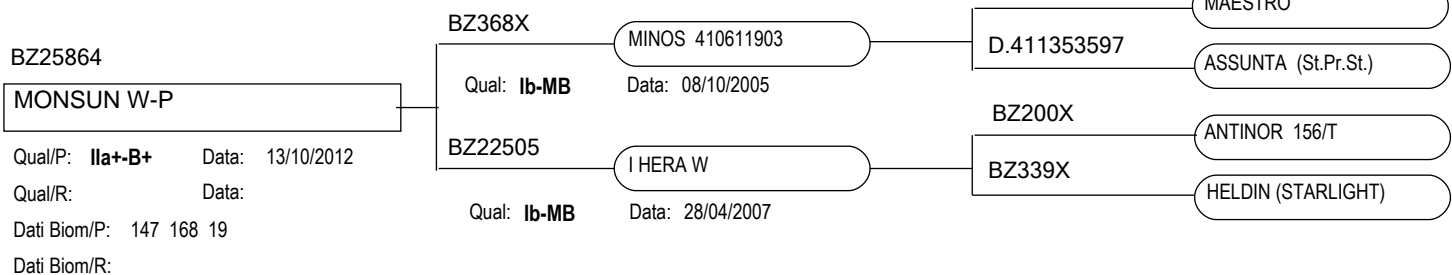 MAESTRO
BZ368X
MINOS 410611903
D.411353597
BZ25864
ASSUNTA (St.Pr.St.)
Qual: Ib-MB Data: 08/10/2005
MONSUN W-P
BZ200X
ANTINOR 156/T
BZ22505
Qual/P: IIa+-B+ Data: 13/10/2012
I HERA W
BZ339X
HELDIN (STARLIGHT)
Qual/R: Data:
Qual: Ib-MB Data: 28/04/2007
Dati Biom/P: 147 168 19
Dati Biom/R: